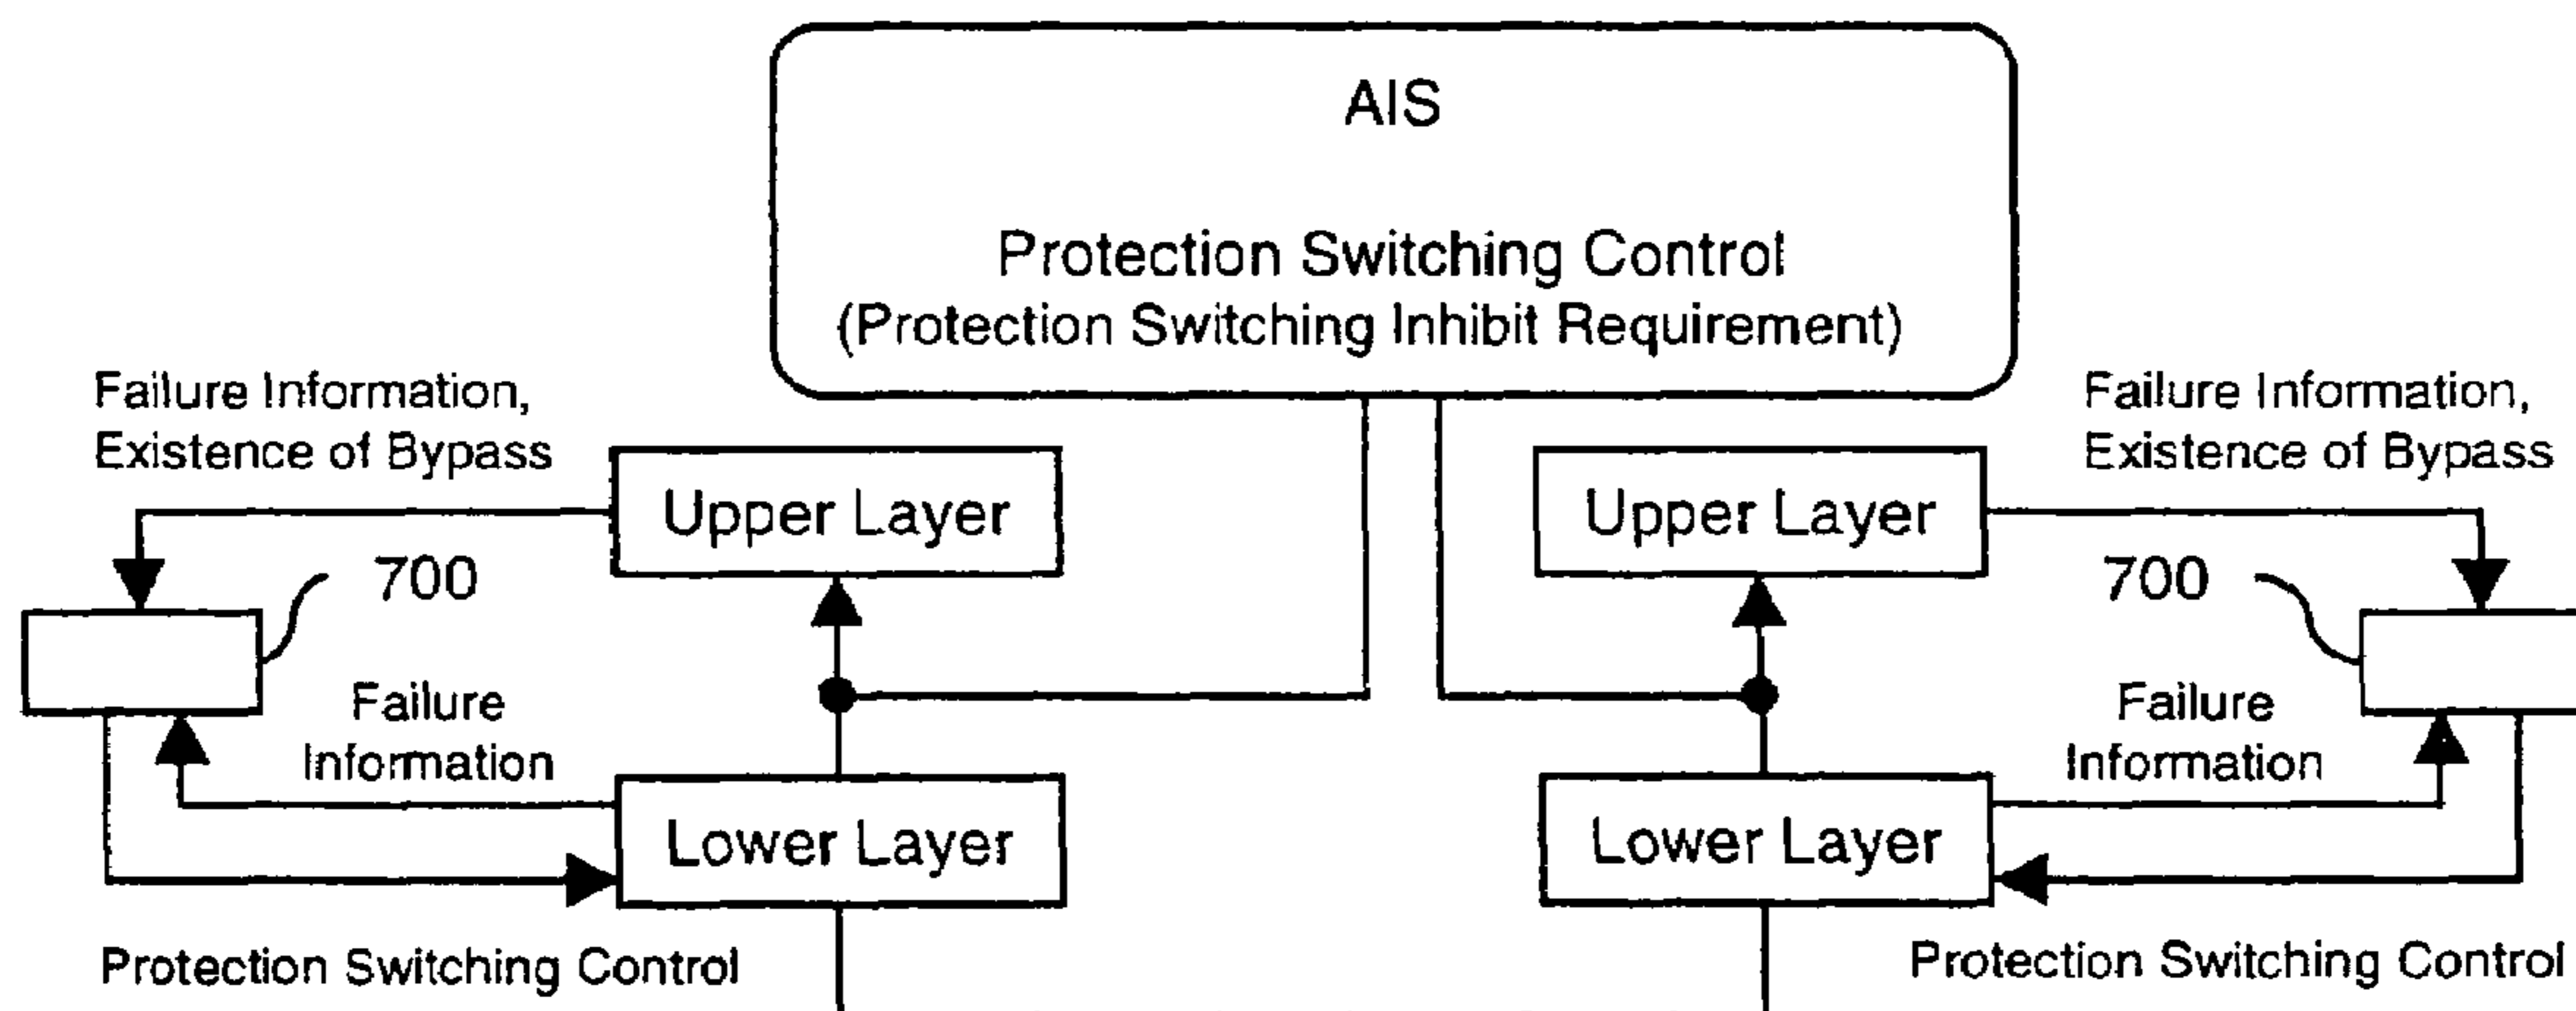 AIS
Protection Switching Control
(Protection Switching Inhibit Requirement)
Failure Information,
Existence of Bypass
Failure Information,
Existence of Bypass
Upper Layer
Upper Layer
700
700
Failure
Information
Failure
Information
Lower Layer
Lower Layer
Protection Switching Control
Protection Switching Control